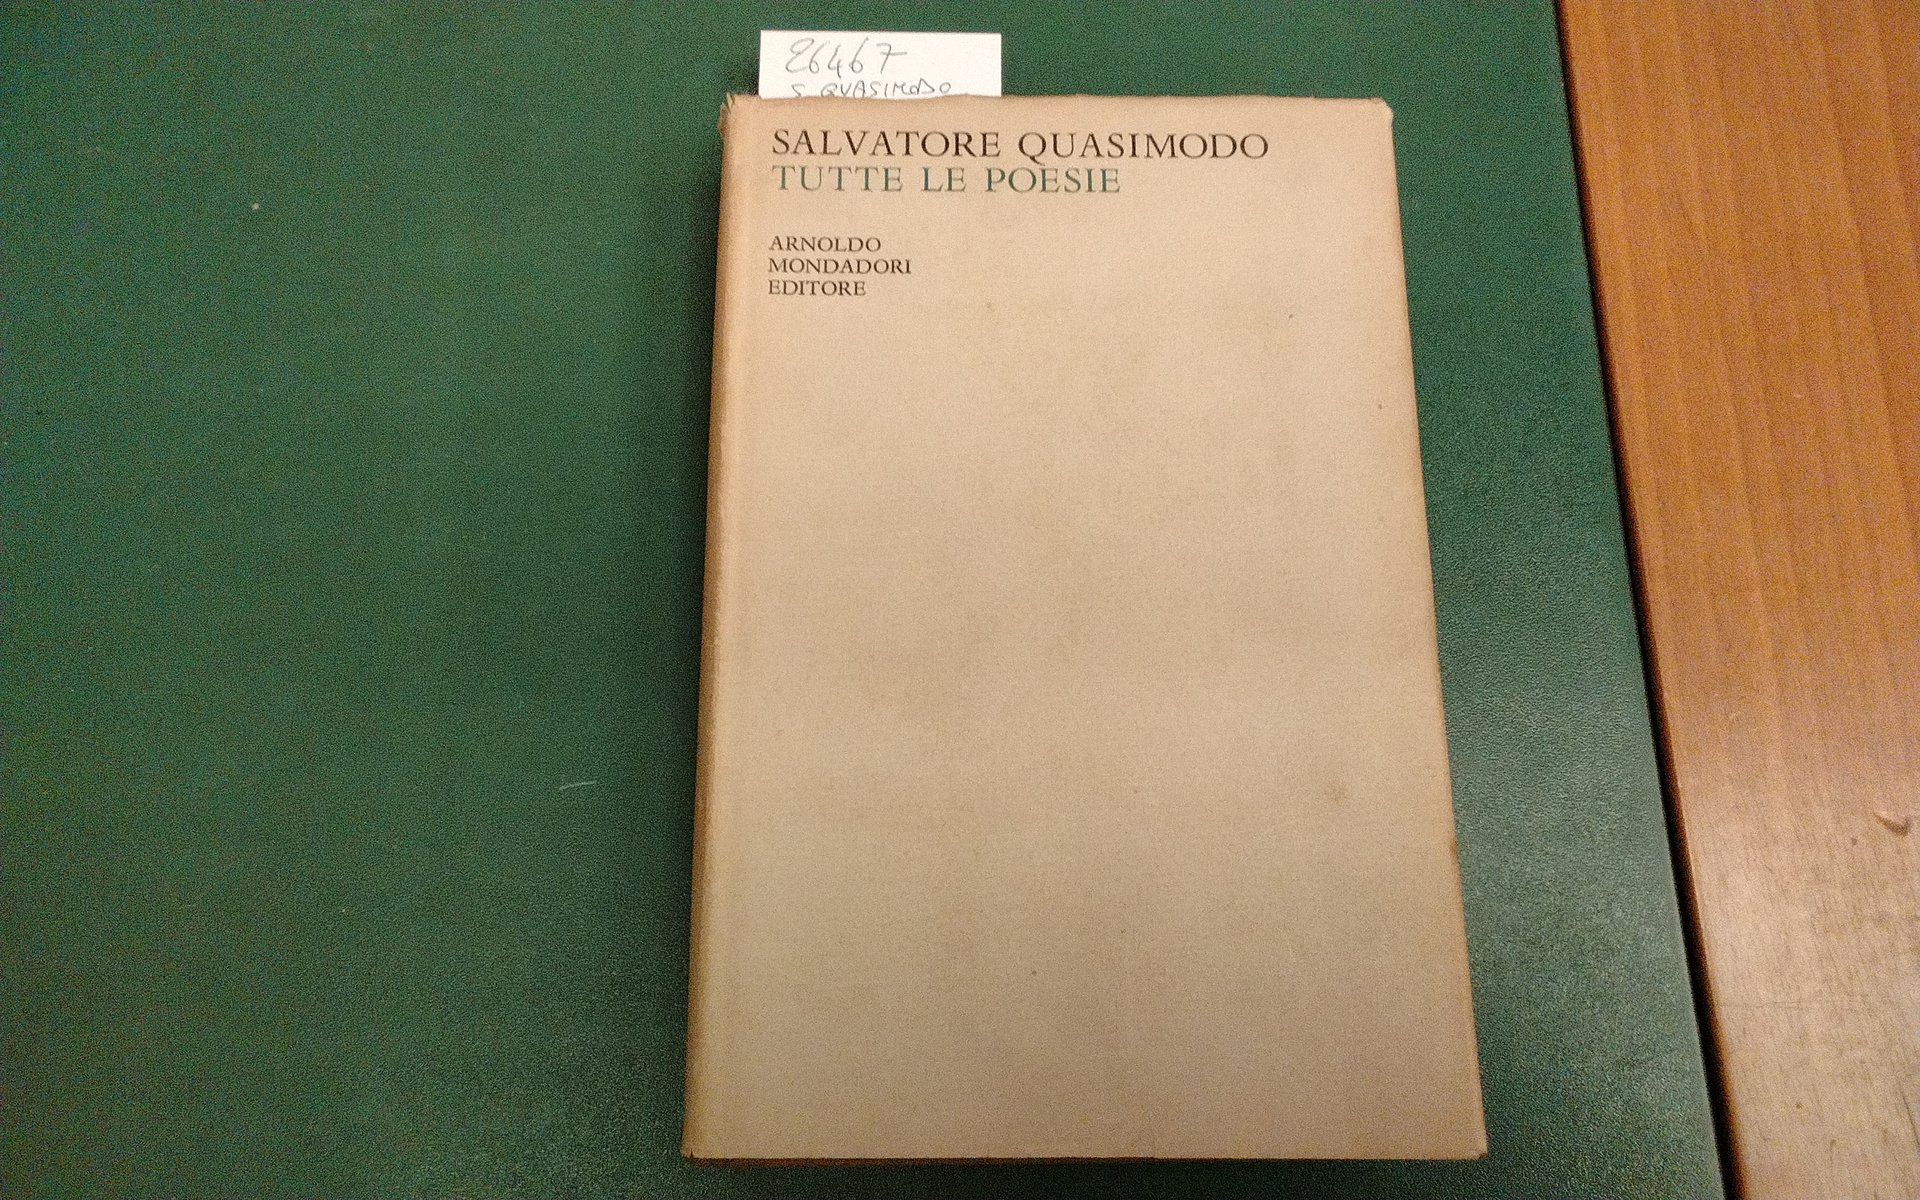 26467
S. QUASIMODO
SALVATORE QUASIMODO
TUTTE LE POESIE
ARNOLDO
MONDADORI
EDITORE